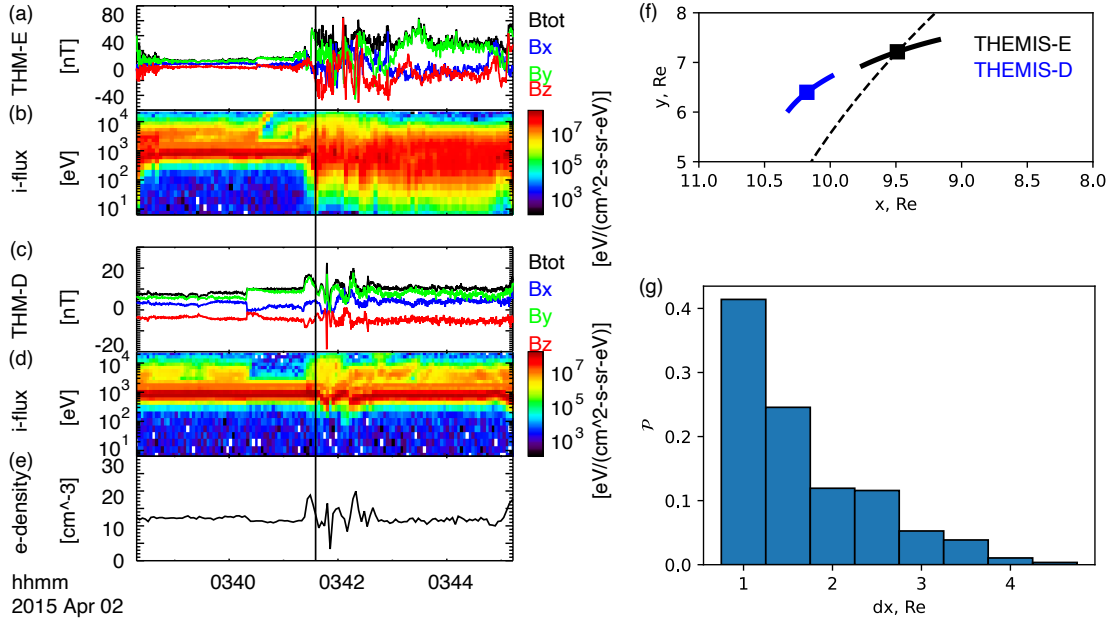 (a)
THM-E
[nT]
40
0
-40
Btot
Bx
By
Bz
(b)
i-flux
[eV]
10^4
10^3
10^2
10^1
10^7
10^5
10^3
[eV/(cm^2-s-sr-eV)]
(c)
THM-D
[nT]
20
0
-20
Btot
Bx
By
Bz
(d)
i-flux
[eV]
10^4
10^3
10^2
10^1
10^7
10^5
10^3
[eV/(cm^2-s-sr-eV)]
(e)
e-density
[cm^-3]
30
20
10
0
hhmm
0340
0342
0344
2015 Apr 02
(f)
y, Re
8
7
6
5
THEMIS-E
THEMIS-D
11.0
10.5
10.0
9.5
9.0
8.5
8.0
x, Re
(g)
𝒫
0.4
0.3
0.2
0.1
0.0
1
2
3
4
dx, Re